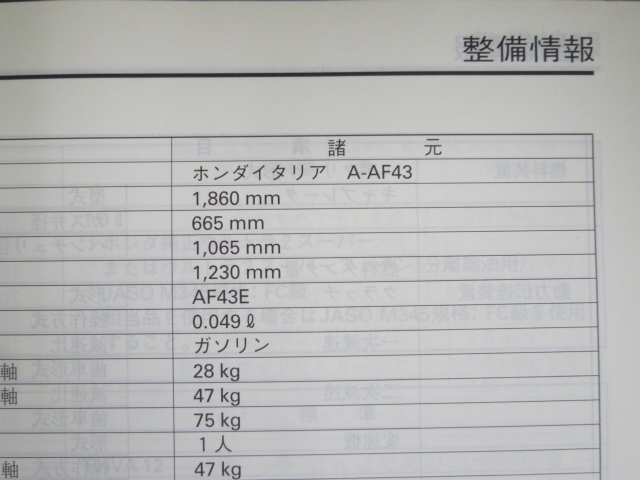 整備情報
諸 元
ホンダイタリア A-AF43
1,860 mm
665 mm
1,065 mm
1,230 mm
AF43E
0.049 ℓ
ガソリン
軸 28 kg
軸 47 kg
75 kg
1 人
軸 47 kg